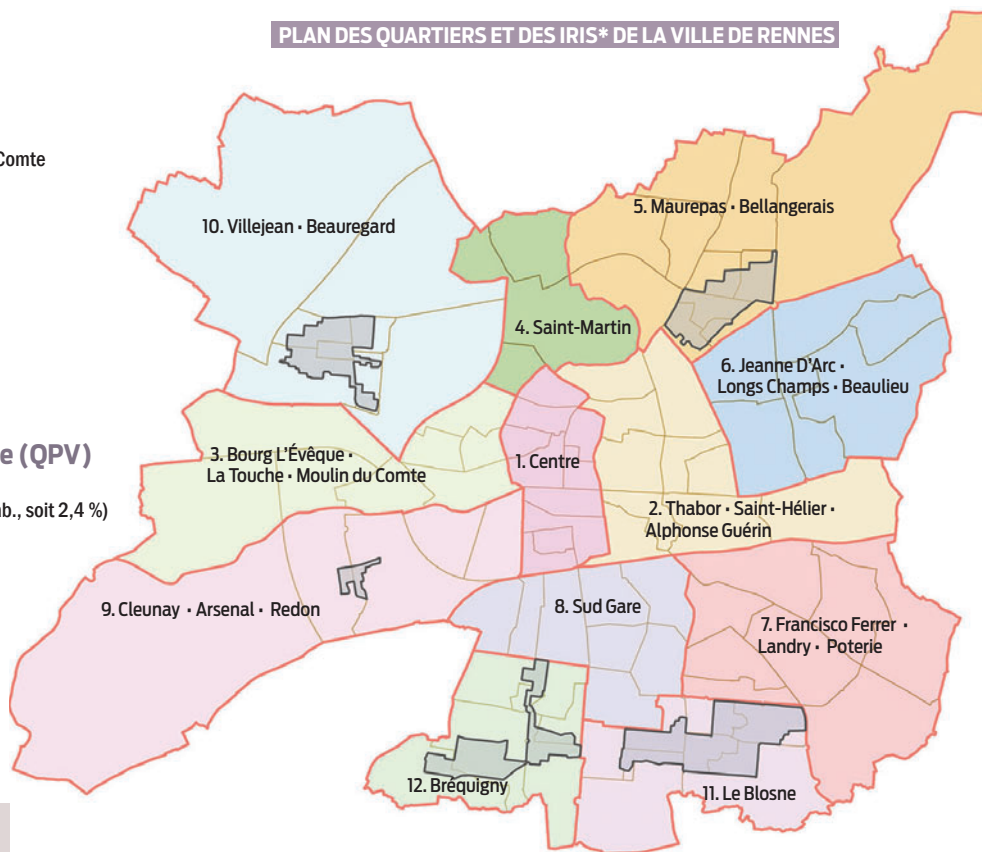 PLAN DES QUARTIERS ET DES IRIS* DE LA VILLE DE RENNES
Comte
10. Villejean · Beauregard
5. Maurepas · Bellangerais
4. Saint-Martin
6. Jeanne D'Arc ·
Longs Champs · Beaulieu
e (QPV)
3. Bourg L'Évêque ·
La Touche · Moulin du Comte
1. Centre
b., soit 2,4 %)
2. Thabor · Saint-Hélier ·
Alphonse Guérin
9. Cleunay · Arsenal · Redon
8. Sud Gare
7. Francisco Ferrer ·
Landry · Poterie
12. Bréquigny
11. Le Blosne